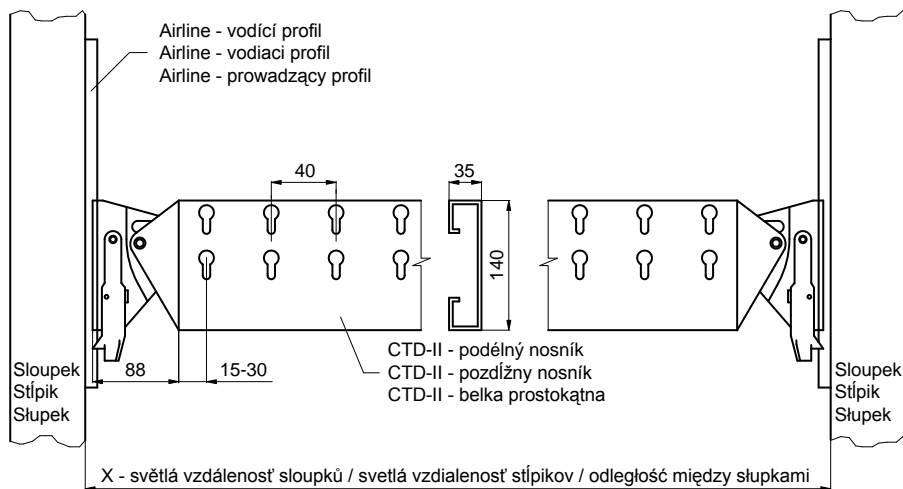 Airline - vodící profil
Airline - vodiaci profil
Airline - prowadzący profil
40
35
140
88
15-30
CTD-II - podélný nosník
CTD-II - pozdĺžny nosník
CTD-II - belka prostokątna
Sloupek
Stĺpik
Słupek
Sloupek
Stĺpik
Słupek
X - světlá vzdálenosť sloupků / svetlá vzdialenosť stĺpikov / odległość między słupkami